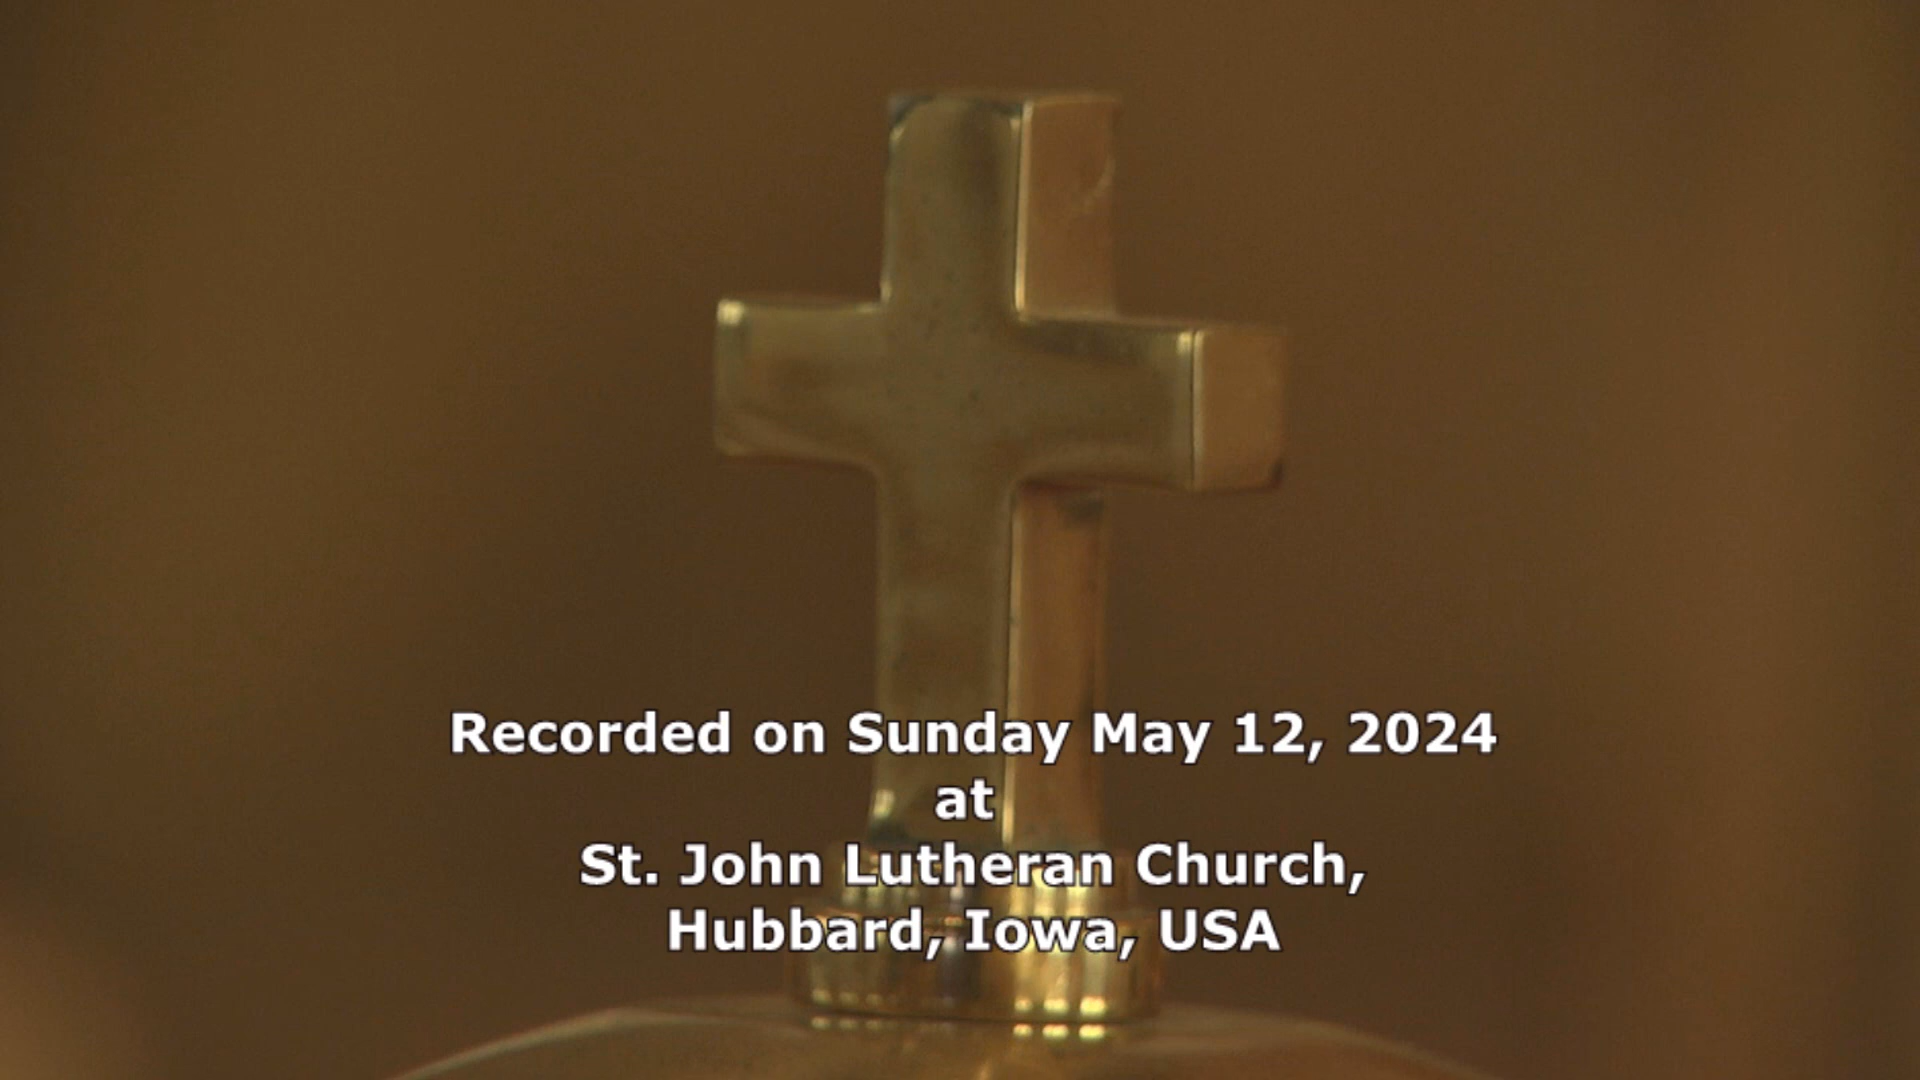 Recorded on Sunday May 12, 2024
at
St. John Lutheran Church,
Hubbard, Iowa, USA